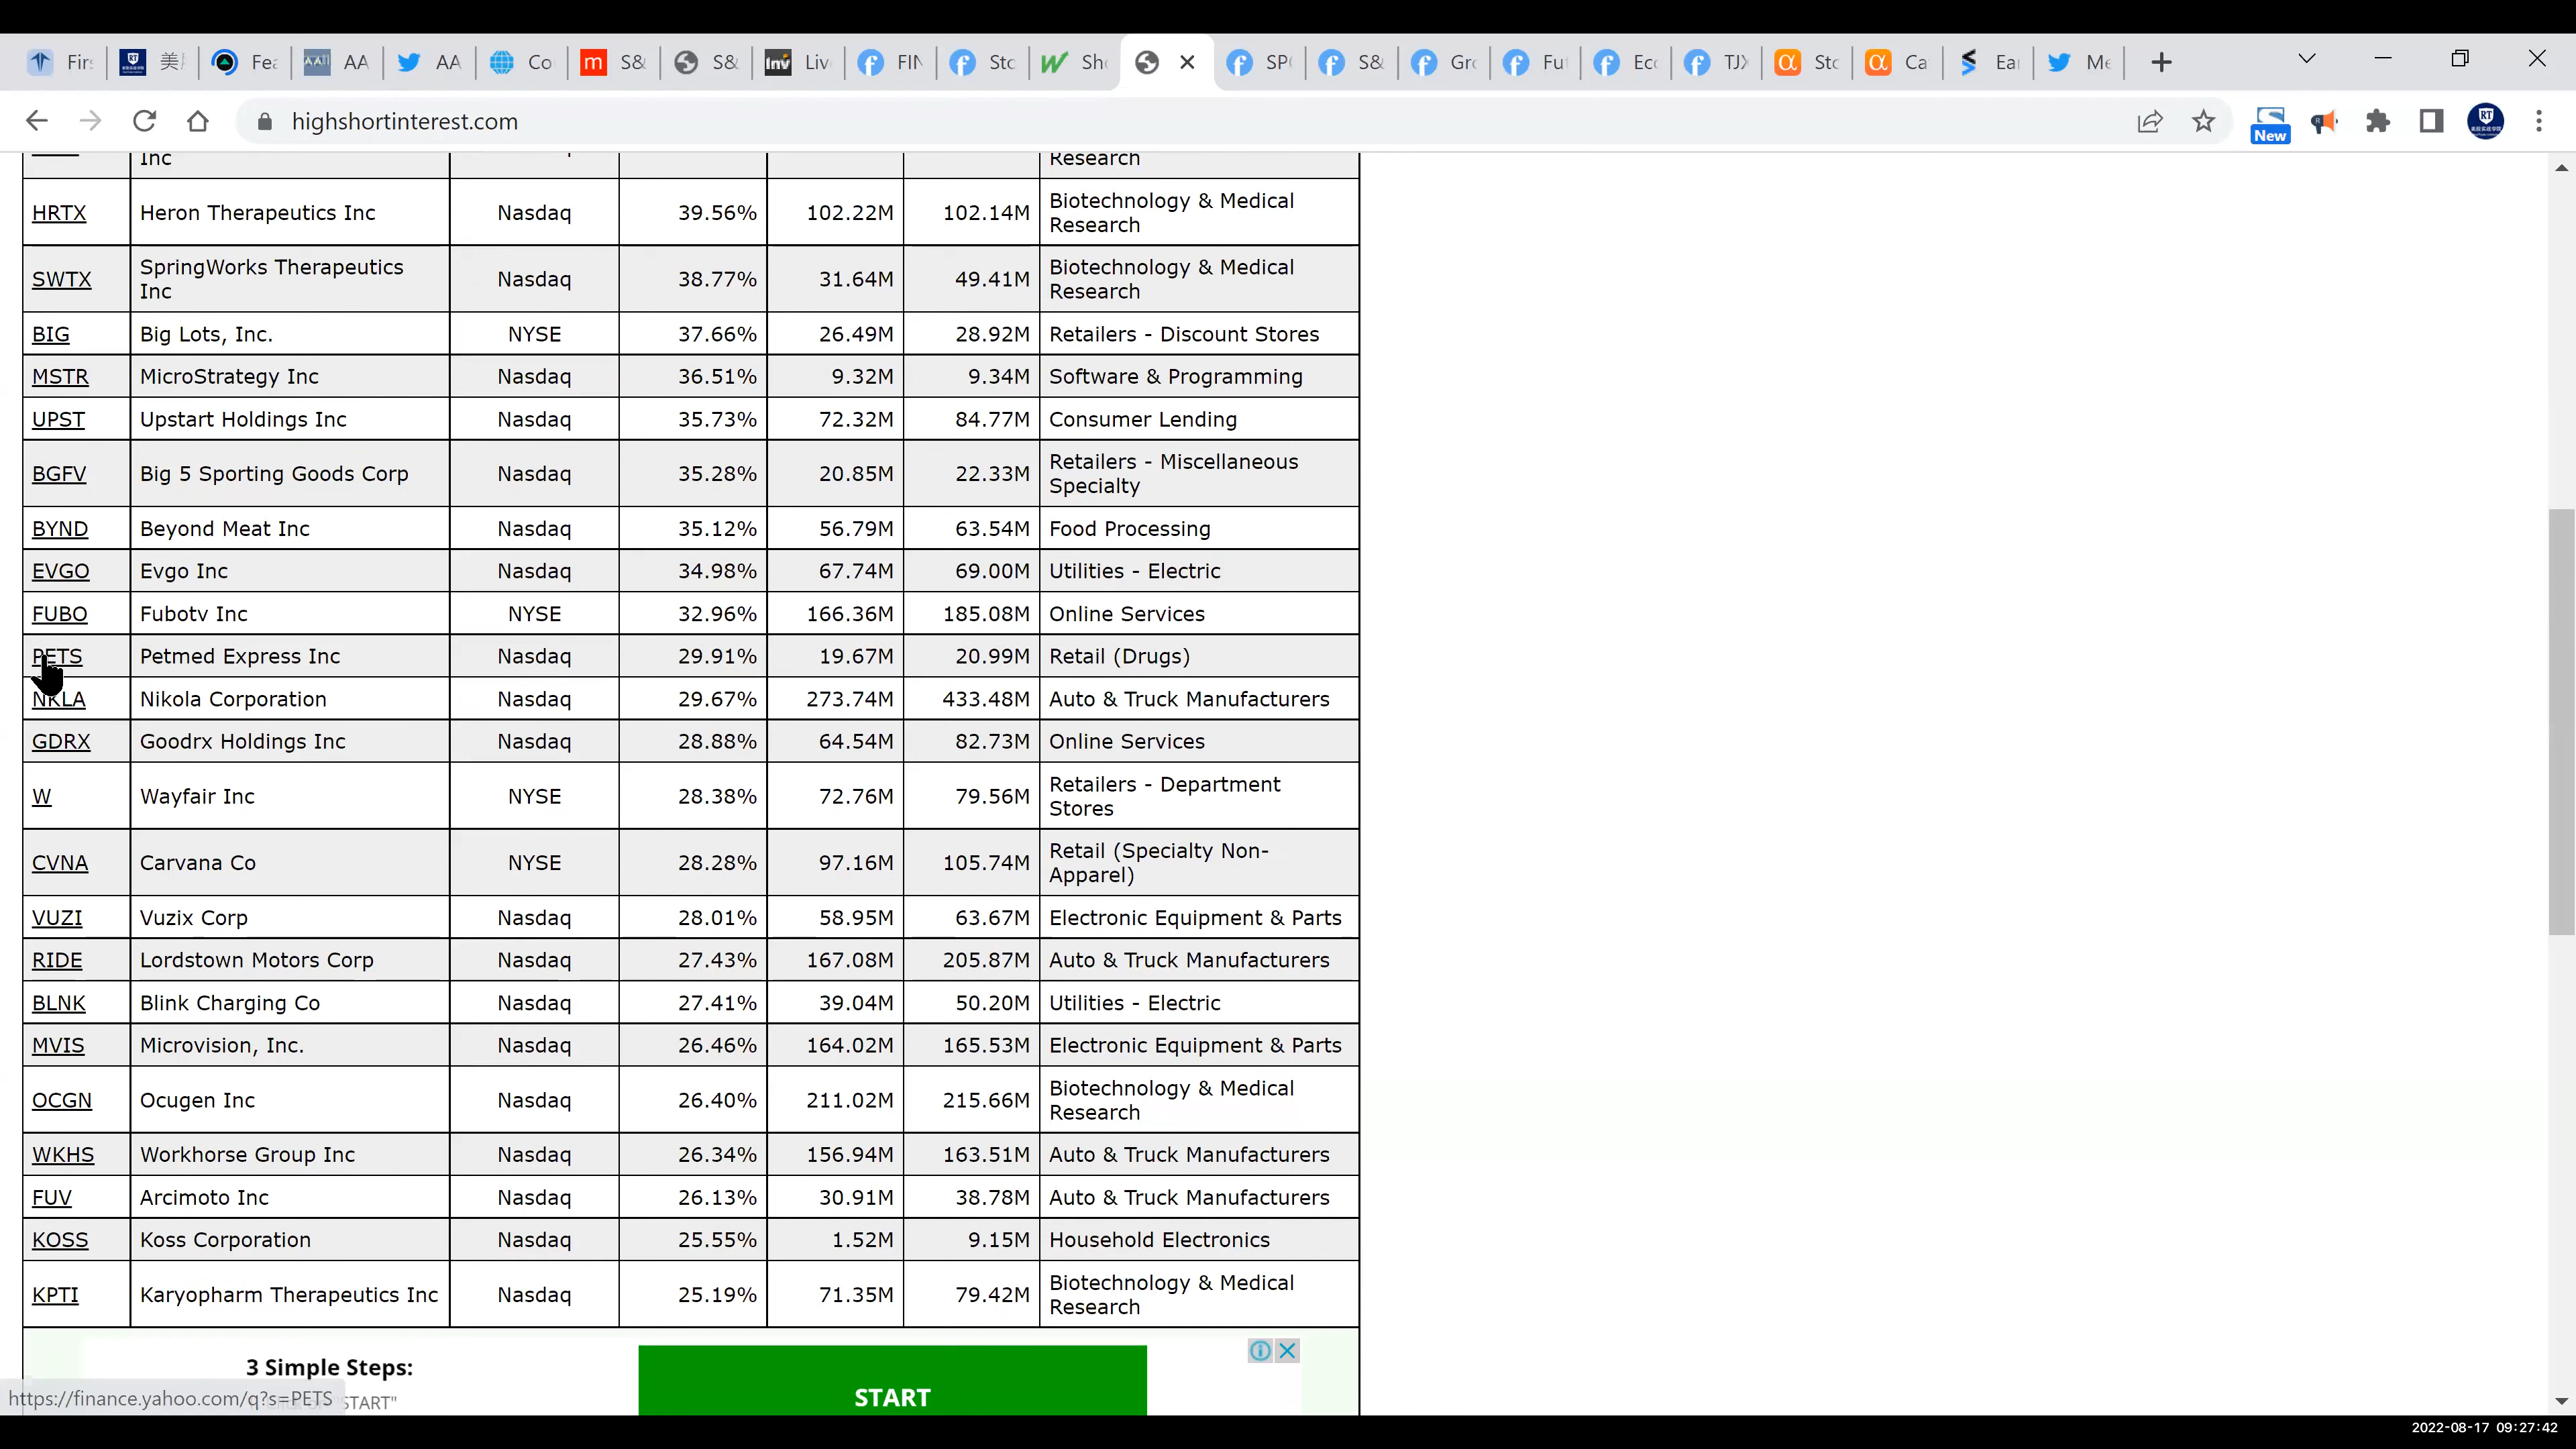 Firs 美股 Fea AA AA Co S&P S&P Liv FIN Sto Sho SPO S&P Gro Fut Eco TJX Sto Ca Ear Me
highshortinterest.com New
Inc Research
HRTX Heron Therapeutics Inc Nasdaq 39.56% 102.22M 102.14M Biotechnology & Medical
Research
SWTX SpringWorks Therapeutics Nasdaq 38.77% 31.64M 49.41M Biotechnology & Medical
Inc Research
BIG Big Lots, Inc. NYSE 37.66% 26.49M 28.92M Retailers - Discount Stores
MSTR MicroStrategy Inc Nasdaq 36.51% 9.32M 9.34M Software & Programming
UPST Upstart Holdings Inc Nasdaq 35.73% 72.32M 84.77M Consumer Lending
BGFV Big 5 Sporting Goods Corp Nasdaq 35.28% 20.85M 22.33M Retailers - Miscellaneous
Specialty
BYND Beyond Meat Inc Nasdaq 35.12% 56.79M 63.54M Food Processing
EVGO Evgo Inc Nasdaq 34.98% 67.74M 69.00M Utilities - Electric
FUBO Fubotv Inc NYSE 32.96% 166.36M 185.08M Online Services
PETS Petmed Express Inc Nasdaq 29.91% 19.67M 20.99M Retail (Drugs)
NKLA Nikola Corporation Nasdaq 29.67% 273.74M 433.48M Auto & Truck Manufacturers
GDRX Goodrx Holdings Inc Nasdaq 28.88% 64.54M 82.73M Online Services
W Wayfair Inc NYSE 28.38% 72.76M 79.56M Retailers - Department
Stores
CVNA Carvana Co NYSE 28.28% 97.16M 105.74M Retail (Specialty Non-
Apparel)
VUZI Vuzix Corp Nasdaq 28.01% 58.95M 63.67M Electronic Equipment & Parts
RIDE Lordstown Motors Corp Nasdaq 27.43% 167.08M 205.87M Auto & Truck Manufacturers
BLNK Blink Charging Co Nasdaq 27.41% 39.04M 50.20M Utilities - Electric
MVIS Microvision, Inc. Nasdaq 26.46% 164.02M 165.53M Electronic Equipment & Parts
OCGN Ocugen Inc Nasdaq 26.40% 211.02M 215.66M Biotechnology & Medical
Research
WKHS Workhorse Group Inc Nasdaq 26.34% 156.94M 163.51M Auto & Truck Manufacturers
FUV Arcimoto Inc Nasdaq 26.13% 30.91M 38.78M Auto & Truck Manufacturers
KOSS Koss Corporation Nasdaq 25.55% 1.52M 9.15M Household Electronics
KPTI Karyopharm Therapeutics Inc Nasdaq 25.19% 71.35M 79.42M Biotechnology & Medical
Research
3 Simple Steps:
START
https://finance.yahoo.com/q?s=PETS START"
2022-08-17 09:27:42